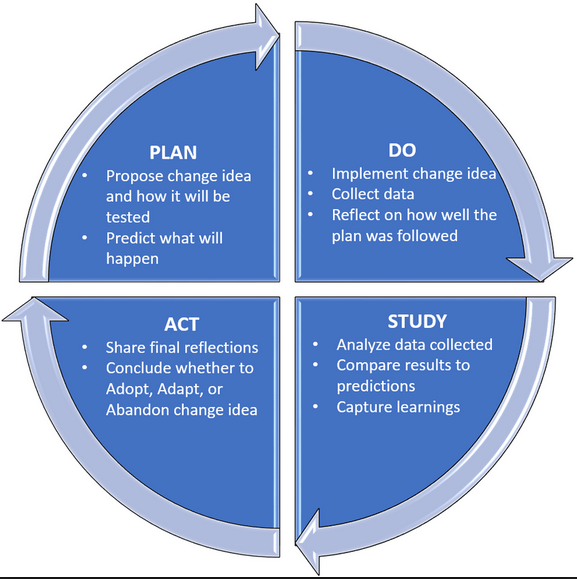 PLAN
• Propose change idea
and how it will be
tested
• Predict what will
happen
DO
• Implement change idea
• Collect data
• Reflect on how well the
plan was followed
ACT
• Share final reflections
• Conclude whether to
Adopt, Adapt, or
Abandon change idea
STUDY
• Analyze data collected
• Compare results to
predictions
• Capture learnings